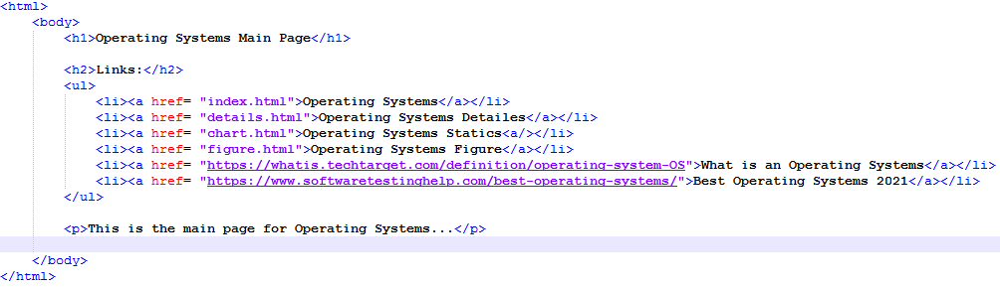 <html>
<body>
<h1>Operating Systems Main Page</h1>
<h2>Links:</h2>
<ul>
<li><a href= "index.html">Operating Systems</a></li>
<li><a href= "details.html">Operating Systems Detailes</a></li>
<li><a href= "chart.html">Operating Systems Statics<a/></li>
<li><a href= "figure.html">Operating Systems Figure</a></li>
<li><a href= "https://whatis.techtarget.com/definition/operating-system-OS">What is an Operating Systems</a></li>
<li><a href= "https://www.softwaretestinghelp.com/best-operating-systems/">Best Operating Systems 2021</a></li>
</ul>
<p>This is the main page for Operating Systems...</p>
</body>
</html>